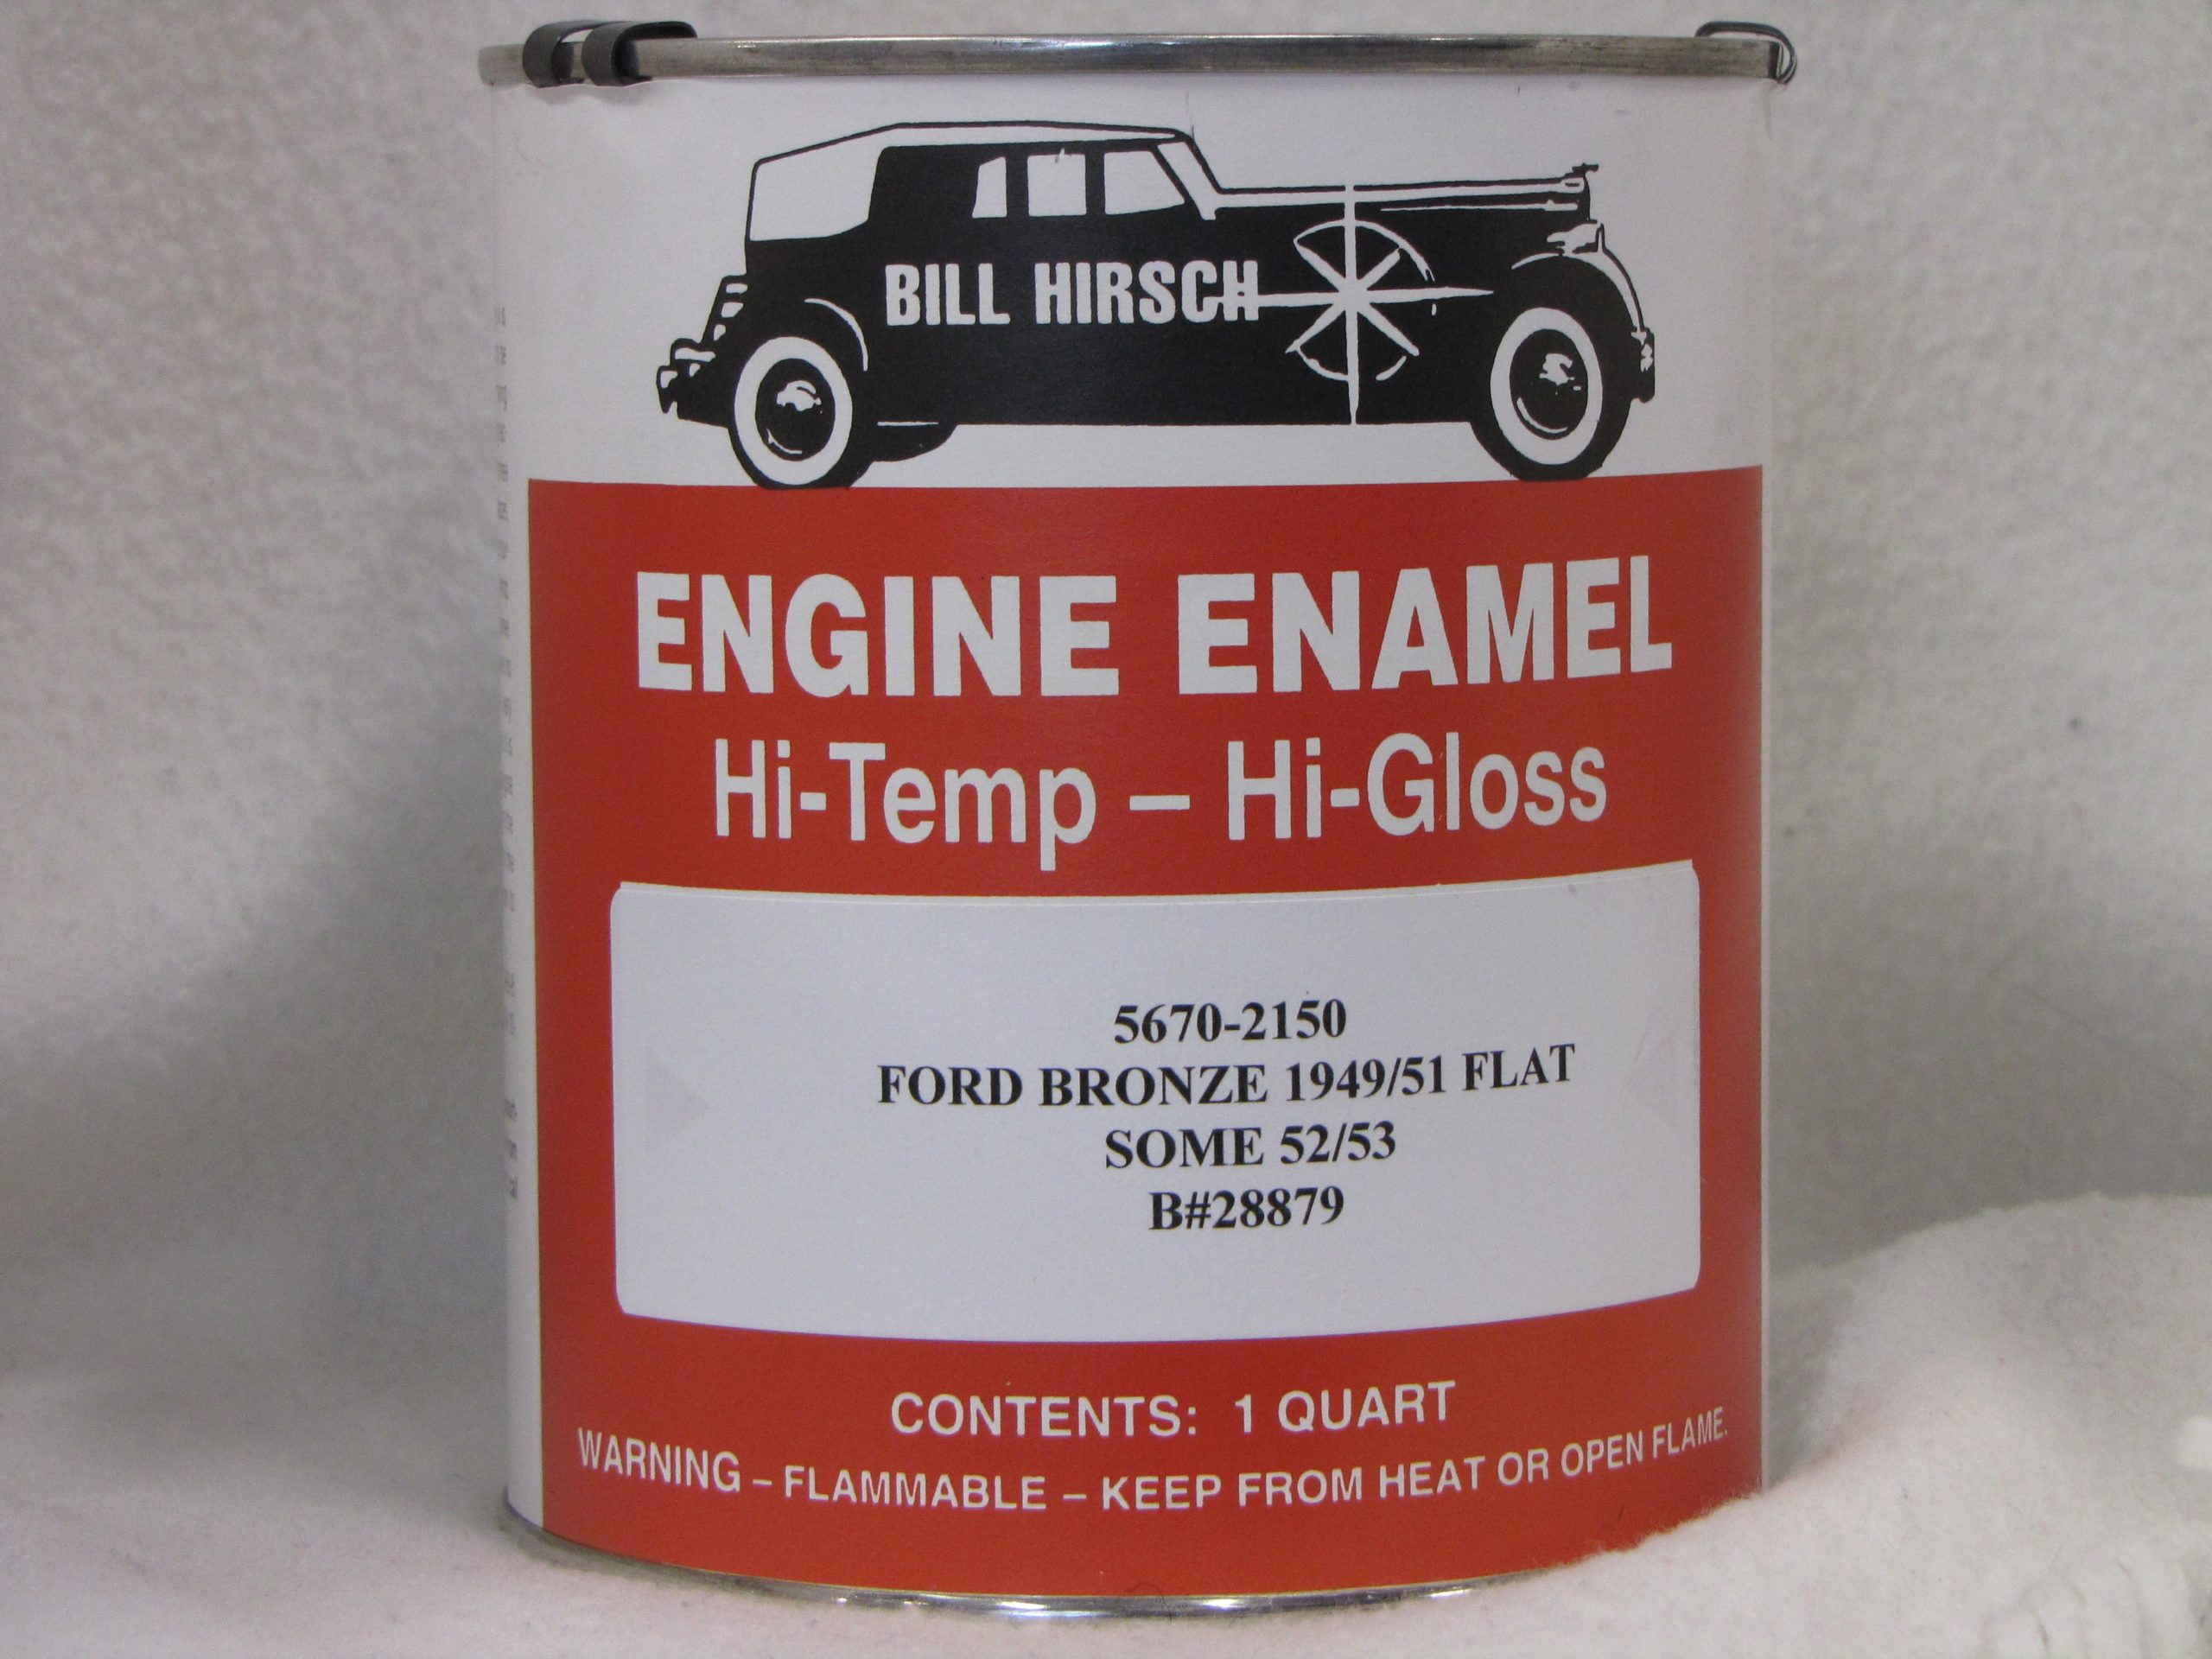 BILL HIRSCH
ENGINE ENAMEL
Hi-Temp – Hi-Gloss
5670-2150
FORD BRONZE 1949/51 FLAT
SOME 52/53
B#28879
CONTENTS: 1 QUART
WARNING – FLAMMABLE – KEEP FROM HEAT OR OPEN FLAME.